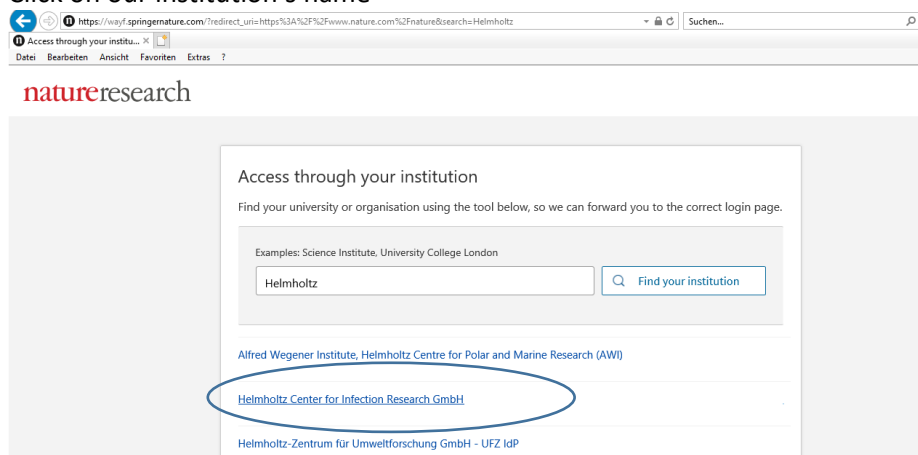 Click on our institution's name
https://wayf.springernature.com/?redirect_uri=https%3A%2F%2Fwww.nature.com%2Fnature&search=Helmholtz
Suchen...
Access through your institu...
Datei Bearbeiten Ansicht Favoriten Extras ?
natureresearch
Access through your institution
Find your university or organisation using the tool below, so we can forward you to the correct login page.
Examples: Science Institute, University College London
Helmholtz
Find your institution
Alfred Wegener Institute, Helmholtz Centre for Polar and Marine Research (AWI)
Helmholtz Center for Infection Research GmbH
Helmholtz-Zentrum für Umweltforschung GmbH - UFZ IdP